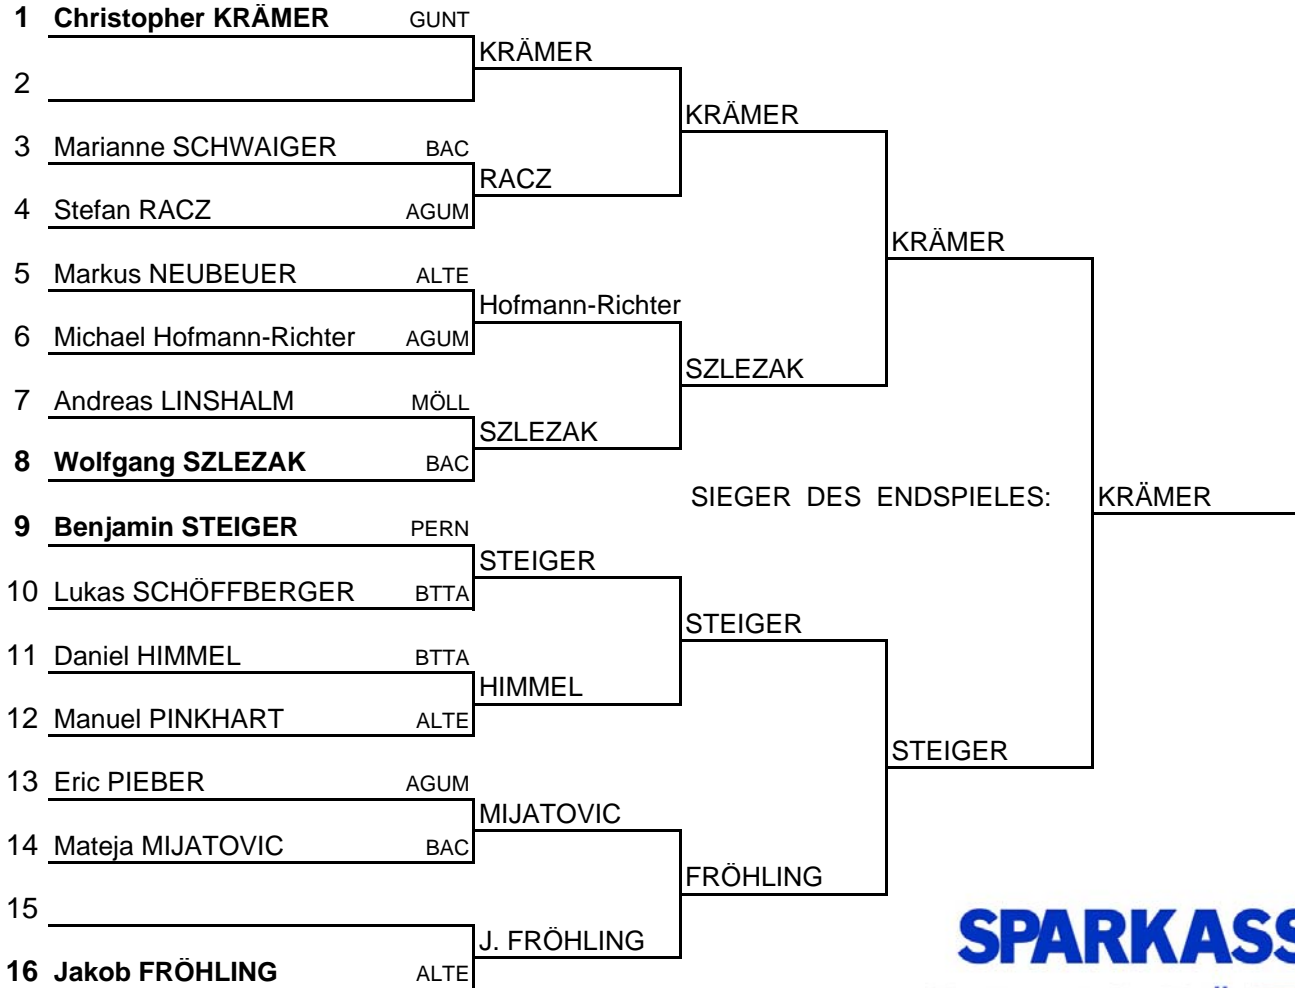 1 Christopher KRÄMER GUNT
KRÄMER
2
KRÄMER
3 Marianne SCHWAIGER BAC
RACZ
4 Stefan RACZ AGUM
KRÄMER
5 Markus NEUBEUER ALTE
Hofmann-Richter
6 Michael Hofmann-Richter AGUM
SZLEZAK
7 Andreas LINSHALM MÖLL
SZLEZAK
8 Wolfgang SZLEZAK BAC
SIEGER DES ENDSPIELES: KRÄMER
9 Benjamin STEIGER PERN
STEIGER
10 Lukas SCHÖFFBERGER BTTA
STEIGER
11 Daniel HIMMEL BTTA
HIMMEL
12 Manuel PINKHART ALTE
STEIGER
13 Eric PIEBER AGUM
MIJATOVIC
14 Mateja MIJATOVIC BAC
FRÖHLING
15
J. FRÖHLING
16 Jakob FRÖHLING ALTE
SPARKASS